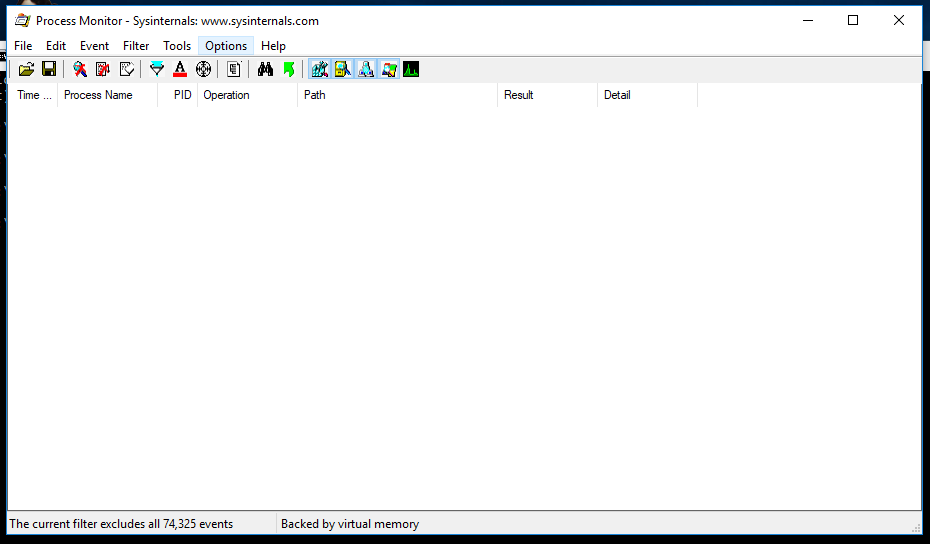 Process Monitor - Sysinternals: www.sysinternals.com
File Edit Event Filter Tools Options Help
Time ... Process Name PID Operation Path Result Detail
The current filter excludes all 74,325 events Backed by virtual memory